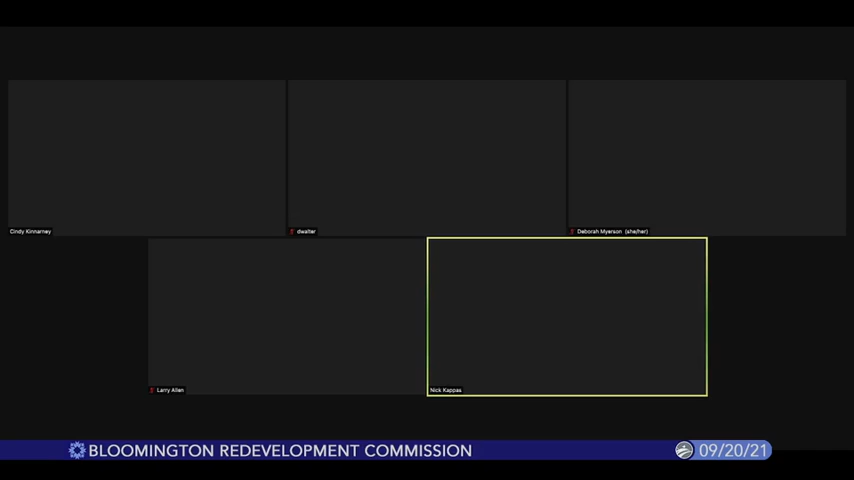 Cindy Kinnarney
dwalter
Deborah Myerson (she/her)
Larry Allen
Nick Kappas
BLOOMINGTON REDEVELOPMENT COMMISSION
09/20/21